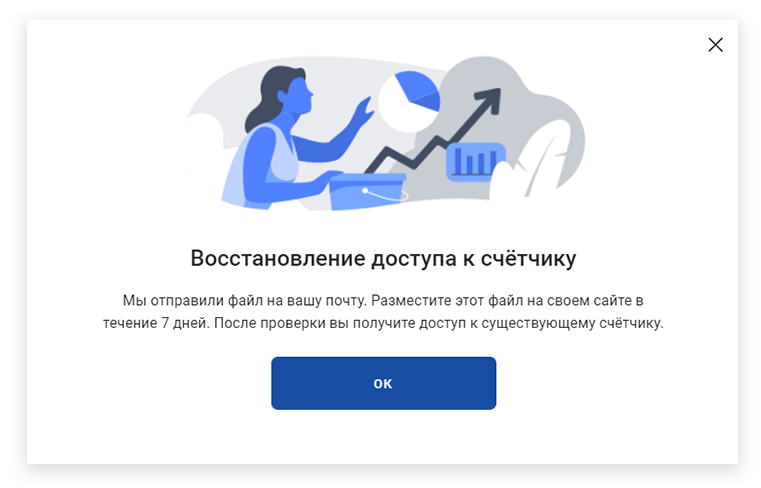 Восстановление доступа к счётчику
Мы отправили файл на вашу почту. Разместите этот файл на своем сайте в
течение 7 дней. После проверки вы получите доступ к существующему счётчику.
ОК